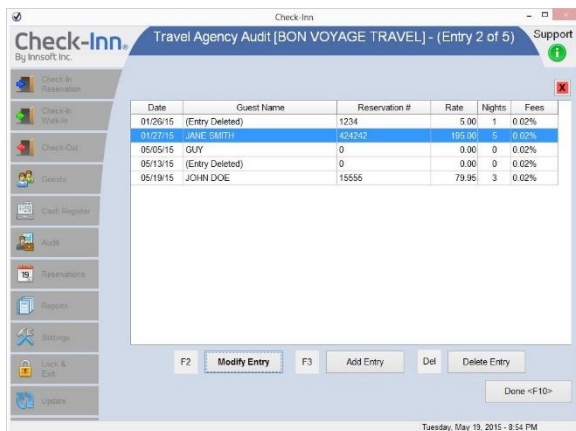 Check-Inn
Check-Inn®
By Innsoft Inc.
Travel Agency Audit [BON VOYAGE TRAVEL] - (Entry 2 of 5)
Support
Check-In
Reservation
Check-In
Walk-In
Check-Out
Guests
Cash Register
Audit
19
Reservations
Reports
Settings
Lock &
Exit
Update
X
Date Guest Name Reservation # Rate Nights Fees
01/26/15 (Entry Deleted) 1234 5.00 1 0.02%
01/27/15 JANE SMITH 424242 195.00 5 0.02%
05/05/15 GUY 0 0.00 0 0.02%
05/13/15 (Entry Deleted) 0 0.00 0 0.02%
05/19/15 JOHN DOE 15555 79.95 3 0.02%
F2 Modify Entry F3 Add Entry Del Delete Entry
Done <F10>
Tuesday, May 19, 2015 - 8:54 PM